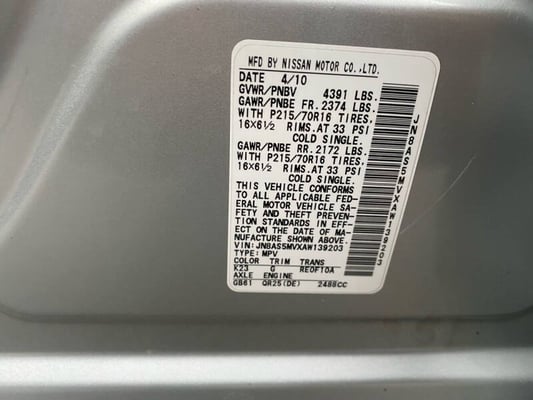 MFD BY NISSAN MOTOR CO.,LTD.
DATE 4/10
GVWR/PNBV 4391 LBS.
GAWR/PNBE FR. 2374 LBS.
WITH P215/70R16 TIRES.
16X6½ RIMS.AT 33 PSI
COLD SINGLE.
GAWR/PNBE RR. 2172 LBS.
WITH P215/70R16 TIRES.
16X6½ RIMS.AT 33 PSI
COLD SINGLE.
THIS VEHICLE CONFORMS
TO ALL APPLICABLE FED-
ERAL MOTOR VEHICLE SA-
FETY AND THEFT PREVEN-
TION STANDARDS IN EFF-
ECT ON THE DATE OF MA-
NUFACTURE SHOWN ABOVE.
VIN:JN8AS5MVXAW139203
TYPE:MPV
COLOR TRIM TRANS
K23 G RE0F10A
AXLE ENGINE
GB61 QR25(DE) 2488CC
JN8AS5MVXAW139203